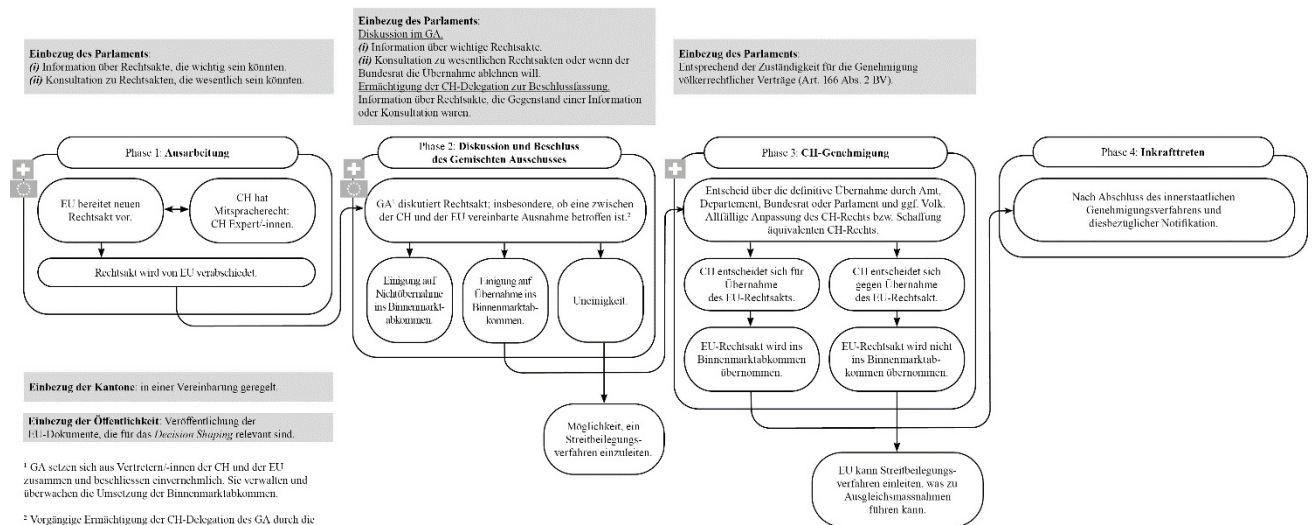 Einbezug des Parlaments:
(i) Information über Rechtsakte, die wichtig sein könnten.
(ii) Konsultation zu Rechtsakten, die wesentlich sein könnten.
Einbezug des Parlaments:
Diskussion im GA.
(i) Information über wichtige Rechtsakte.
(ii) Konsultation zu wesentlichen Rechtsakten oder wenn der
Bundesrat die Übernahme ablehnen will.
Ermächtigung der CH-Delegation zur Beschlussfassung.
Information über Rechtsakte, die Gegenstand einer Information
oder Konsultation waren.
Einbezug des Parlaments:
Entsprechend der Zuständigkeit für die Genehmigung
völkerrechtlicher Verträge (Art. 166 Abs. 2 BV).
Phase 1: Ausarbeitung
EU bereitet neuen
Rechtsakt vor.
CH hat
Mitspracherecht:
CH Expert/-innen.
Rechtsakt wird von EU verabschiedet.
Phase 2: Diskussion und Beschluss
des Gemischten Ausschusses
GA¹ diskutiert Rechtsakt; insbesondere, ob eine zwischen
der CH und der EU vereinbarte Ausnahme betroffen ist.²
Einigung auf
Nichtübernahme
ins Binnenmarkt-
abkommen.
Einigung auf
Übernahme ins
Binnenmarktab-
kommen.
Uneinigkeit.
Möglichkeit, ein
Streitbeilegungs-
verfahren einzuleiten.
Phase 3: CH-Genehmigung
Entscheid über die definitive Übernahme durch Amt,
Departement, Bundesrat oder Parlament und ggf. Volk.
Allfällige Anpassung des CH-Rechts bzw. Schaffung
äquivalenten CH-Rechts.
CH entscheidet sich für
Übernahme
des EU-Rechtsakts.
CH entscheidet sich
gegen Übernahme
des EU-Rechtsakt.
EU-Rechtsakt wird ins
Binnenmarktabkommen
übernommen.
EU-Rechtsakt wird nicht
ins Binnenmarktab-
kommen übernommen.
EU kann Streitbeilegungs-
verfahren einleiten, was zu
Ausgleichsmassnahmen
führen kann.
Phase 4: Inkrafttreten
Nach Abschluss des innerstaatlichen
Genehmigungsverfahrens und
diesbezüglicher Notifikation.
Einbezug der Kantone: in einer Vereinbarung geregelt.
Einbezug der Öffentlichkeit: Veröffentlichung der
EU-Dokumente, die für das Decision Shaping relevant sind.
¹ GA setzen sich aus Vertretern/-innen der CH und der EU
zusammen und beschliessen einvernehmlich. Sie verwalten und
überwachen die Umsetzung der Binnenmarktabkommen.
² Vorgängige Ermächtigung der CH-Delegation des GA durch die